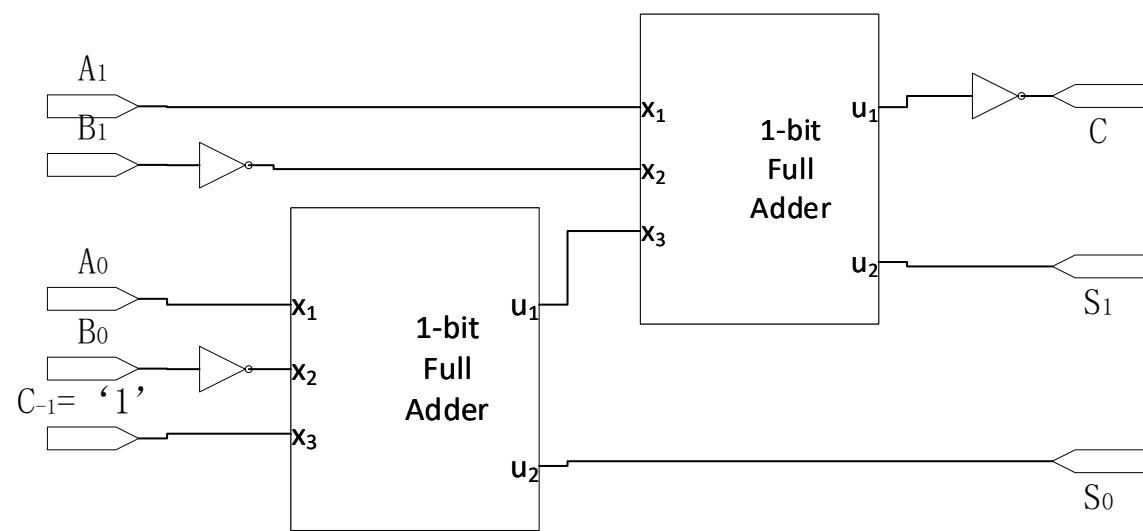 A₁
B₁
x₁
x₂
x₃
u₁
1-bit
Full
Adder
u₂
C
S₁
A₀
B₀
C₋₁= ‘1’
x₁
x₂
x₃
u₁
1-bit
Full
Adder
u₂
S₀